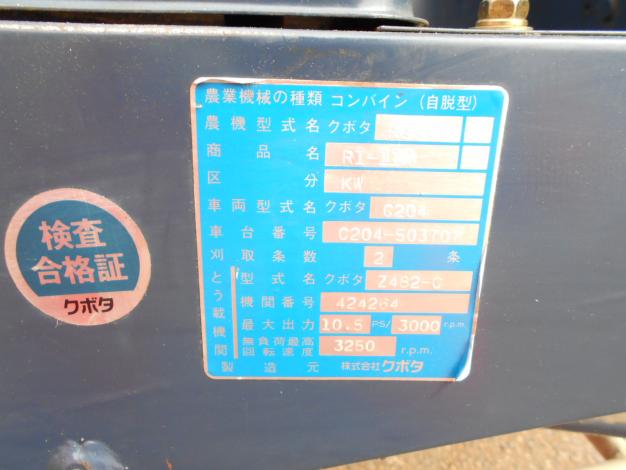 農業機械の種類 コンバイン (自脱型)
農機型式名 クボタ
商品名
区分 KW
車両型式名 クボタ C204
車台番号 C204-503707
刈取条数 2 条
とう載機関
型式名 クボタ Z482-C
機関番号 424264
最大出力 10.5 PS/ 3000 r.p.m.
無負荷最高回転速度 3250 r.p.m.
製造元 株式会社クボタ
検査
合格証
クボタ